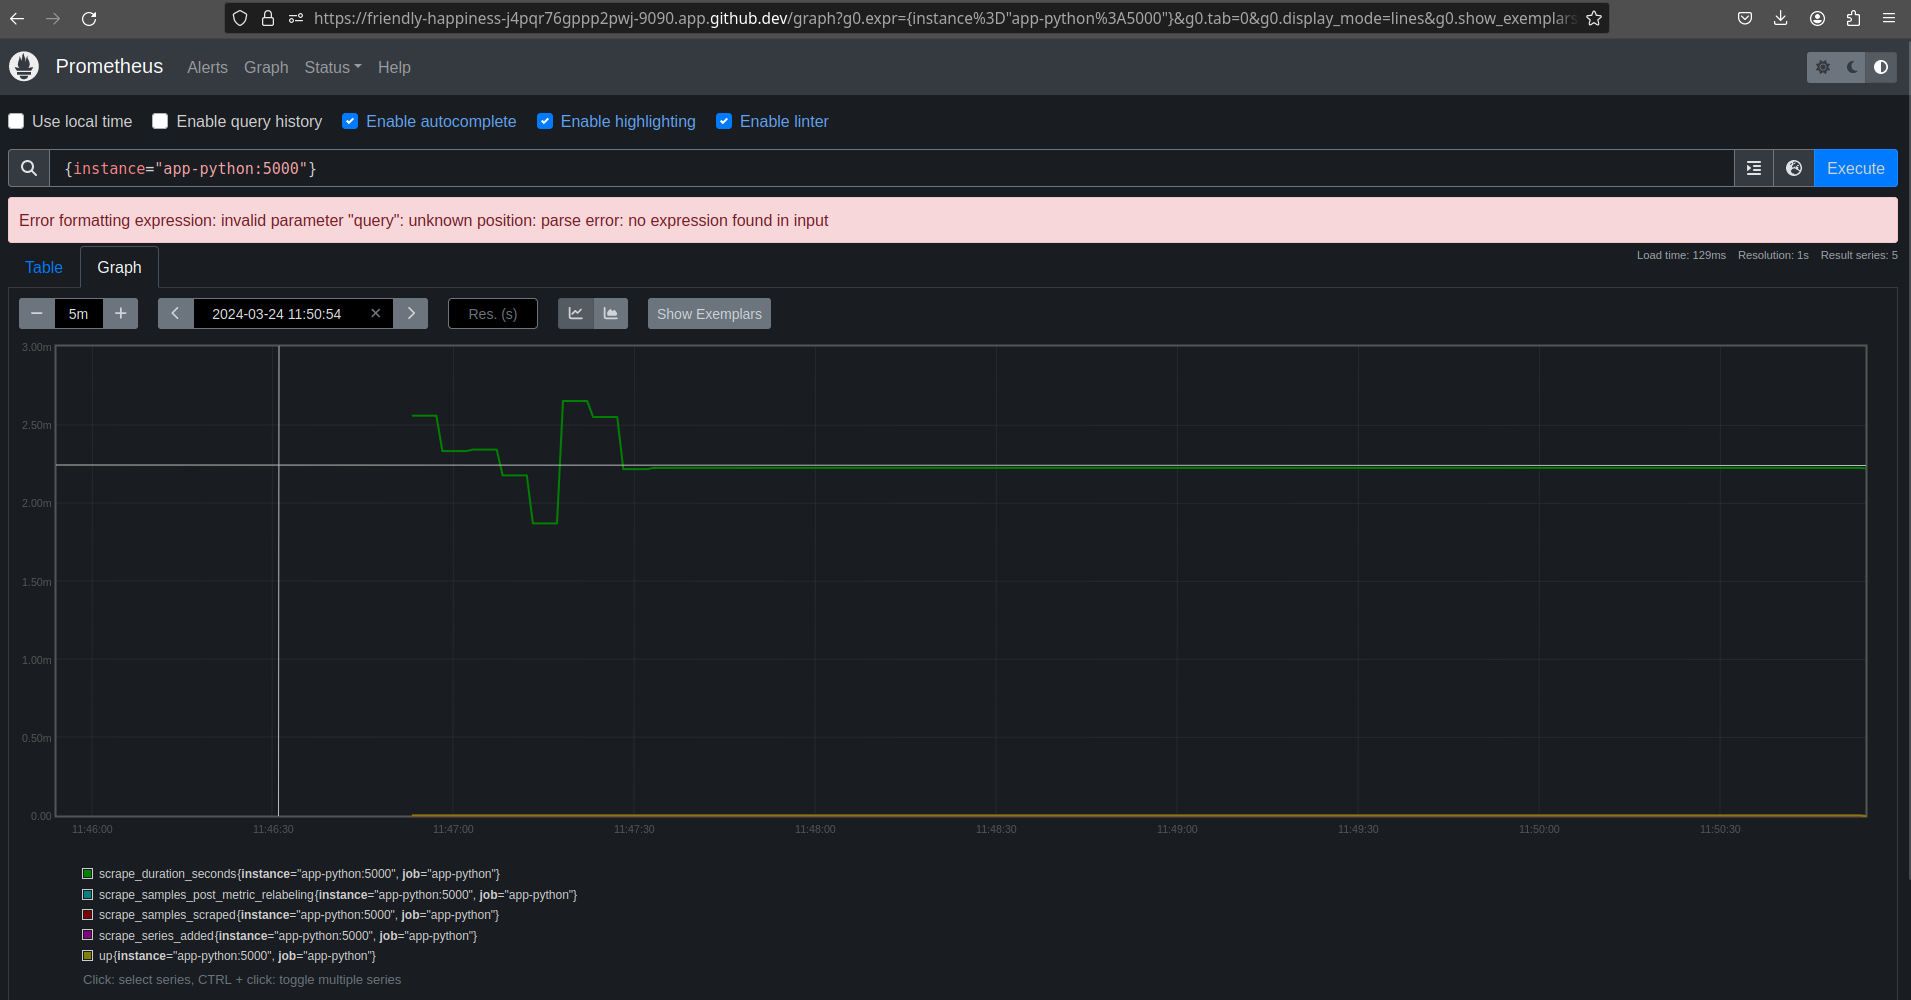 https://friendly-happiness-j4pqr76gppp2pwj-9090.app.github.dev/graph?g0.expr={instance%3D"app-python%3A5000"}&g0.tab=0&g0.display_mode=lines&g0.show_exemplars
Prometheus Alerts Graph Status Help
Use local time Enable query history Enable autocomplete Enable highlighting Enable linter
{instance="app-python:5000"} Execute
Error formatting expression: invalid parameter "query": unknown position: parse error: no expression found in input
Load time: 129ms Resolution: 1s Result series: 5
Table Graph
− 5m + 2024-03-24 11:50:54 × Res. (s) Show Exemplars
3.00m
2.50m
2.00m
1.50m
1.00m
0.50m
0.00
11:46:00 11:46:30 11:47:00 11:47:30 11:48:00 11:48:30 11:49:00 11:49:30 11:50:00 11:50:30
scrape_duration_seconds{instance="app-python:5000", job="app-python"}
scrape_samples_post_metric_relabeling{instance="app-python:5000", job="app-python"}
scrape_samples_scraped{instance="app-python:5000", job="app-python"}
scrape_series_added{instance="app-python:5000", job="app-python"}
up{instance="app-python:5000", job="app-python"}
Click: select series, CTRL + click: toggle multiple series